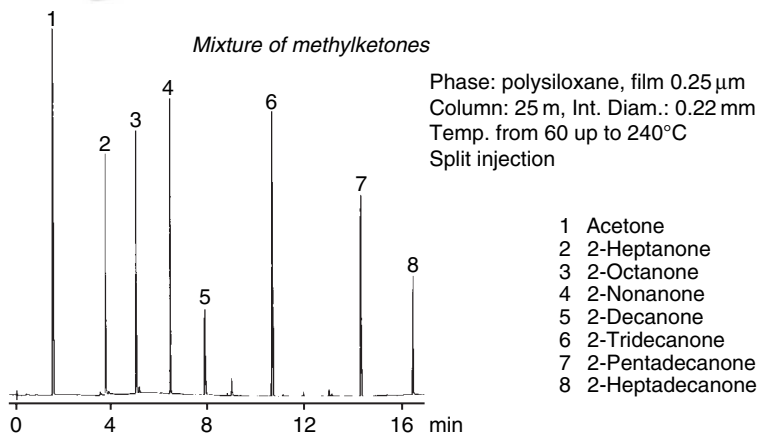 Mixture of methylketones
Phase: polysiloxane, film 0.25 μm
Column: 25 m, Int. Diam.: 0.22 mm
Temp. from 60 up to 240°C
Split injection
1
2
3
4
5
6
7
8
1 Acetone
2 2-Heptanone
3 2-Octanone
4 2-Nonanone
5 2-Decanone
6 2-Tridecanone
7 2-Pentadecanone
8 2-Heptadecanone
0 4 8 12 16 min